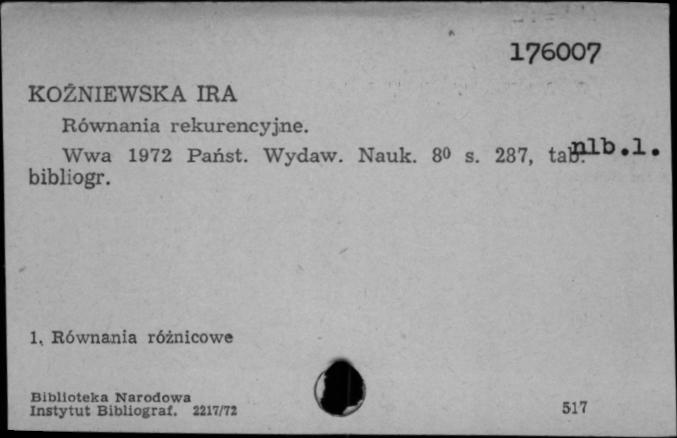 176007
KOŹNIEWSKA IRA
Równania rekurencyjne.
Wwa 1972 Państ. Wydaw. Nauk. 8⁰ s. 287, tab. nlb.1.
bibliogr.
1. Równania różnicowe
Biblioteka Narodowa
Instytut Bibliograf. 2217/72
517